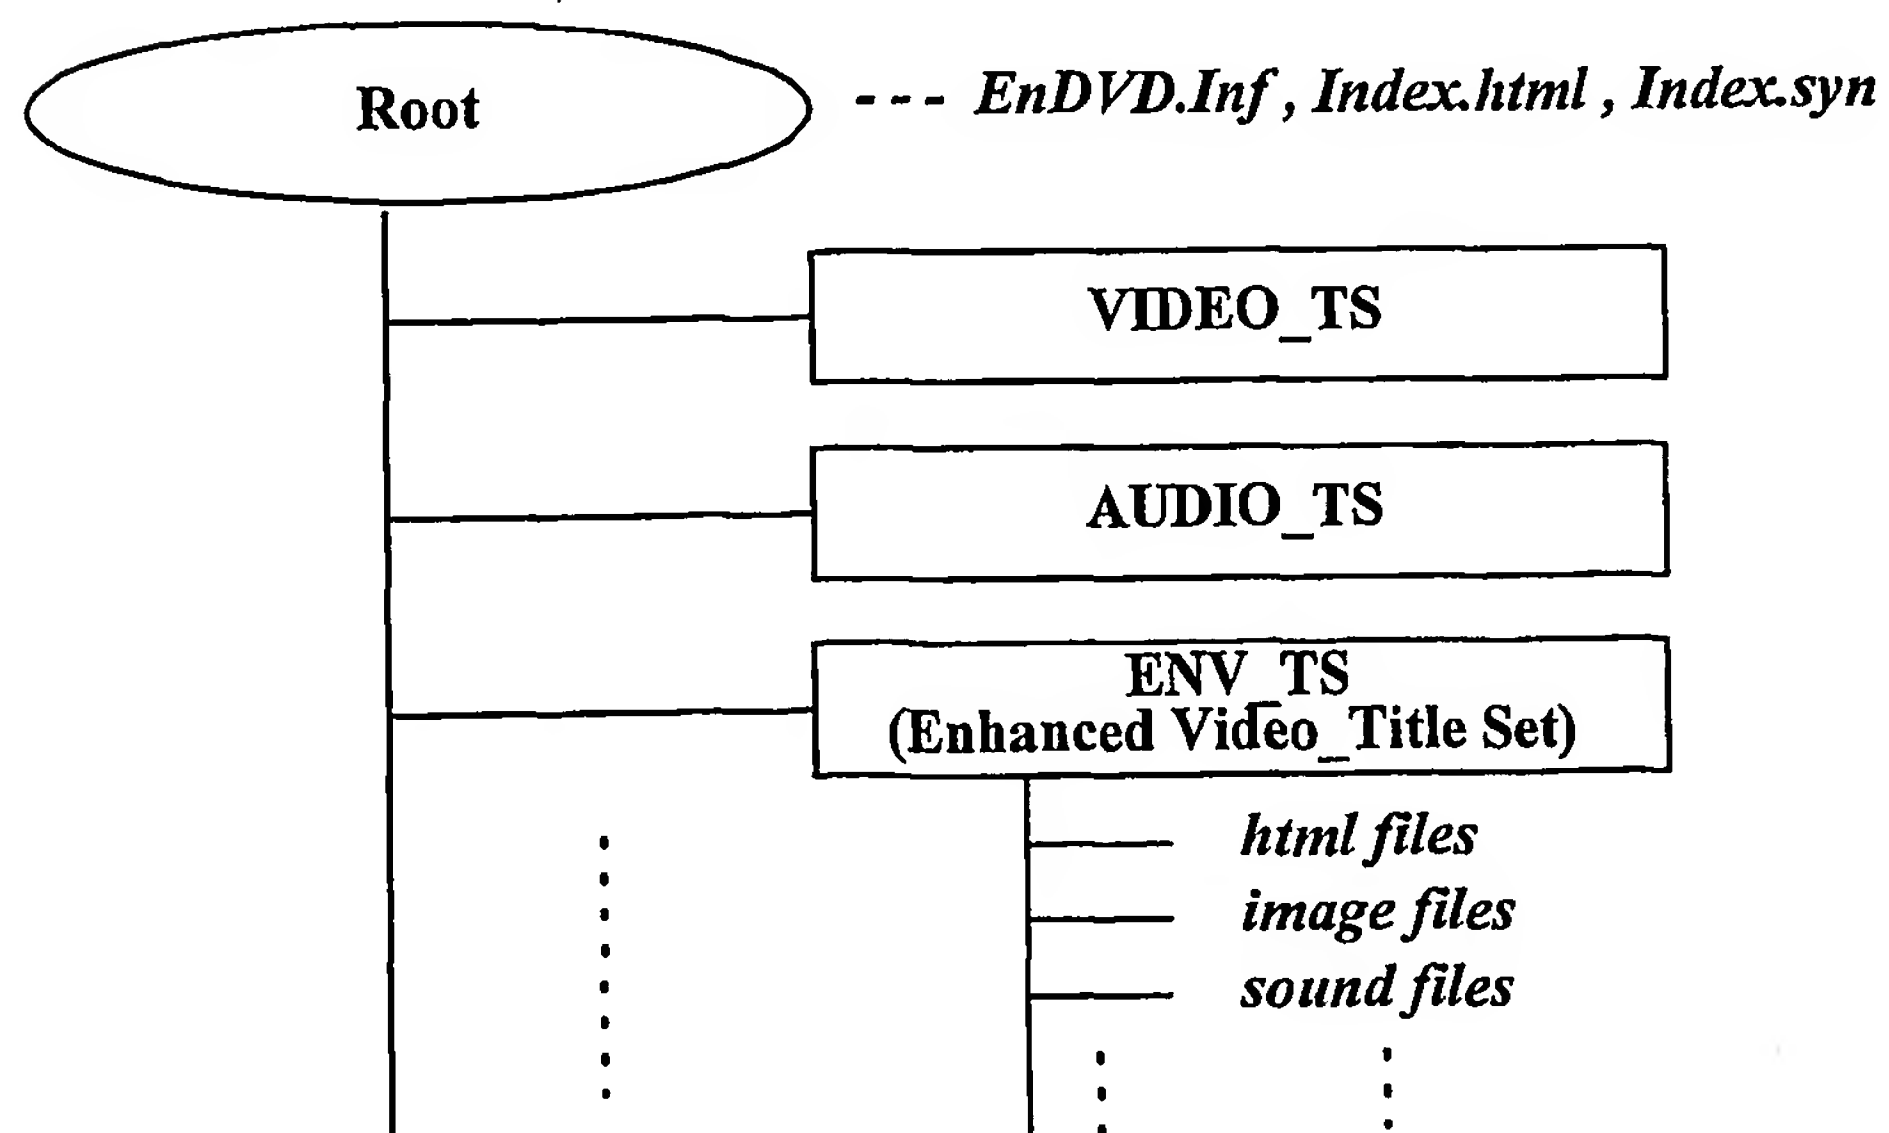 Root
--- EnDVD.Inf , Index.html , Index.syn
VIDEO_TS
AUDIO_TS
ENV_TS
(Enhanced Video_Title Set)
html files
image files
sound files